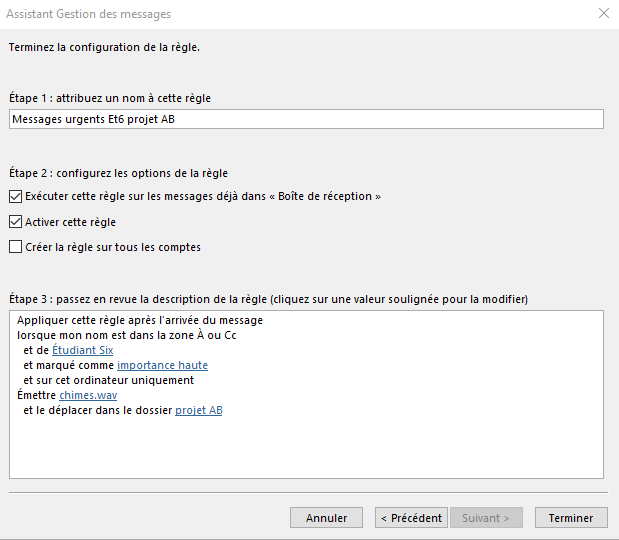 Assistant Gestion des messages
Terminez la configuration de la règle.
Étape 1 : attribuez un nom à cette règle
Messages urgents Et6 projet AB
Étape 2 : configurez les options de la règle
Exécuter cette règle sur les messages déjà dans « Boîte de réception »
Activer cette règle
Créer la règle sur tous les comptes
Étape 3 : passez en revue la description de la règle (cliquez sur une valeur soulignée pour la modifier)
Appliquer cette règle après l'arrivée du message
lorsque mon nom est dans la zone À ou Cc
et de Étudiant Six
et marqué comme importance haute
et sur cet ordinateur uniquement
Émettre chimes.wav
et le déplacer dans le dossier projet AB
Annuler < Précédent Suivant > Terminer